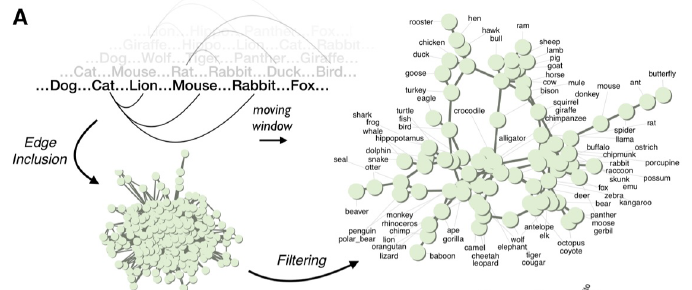 A
...Lion...Hippo...Panther...Fox...
Giraffe...Hippo...Lion...Cat...Rabbit...
...Dog...Wolf...Tiger...Panther...Giraffe...
...Cat...Mouse...Rat...Rabbit...Duck...Bird...
...Dog...Cat...Lion...Mouse...Rabbit...Fox...
moving
window
Edge
Inclusion
Filtering
rooster
hen
hawk
bull
ram
chicken
duck
goose
sheep
lamb
pig
goat
horse
cow
bison
mule
donkey
mouse
ant
butterfly
turkey
eagle
crocodile
squirrel
giraffe
chimpanzee
spider
rat
llama
shark
turtle
frog
fish
whale
bird
hippopotamus
alligator
buffalo
ostrich
chipmunk
rabbit
porcupine
raccoon
dolphin
seal
snake
otter
skunk
possum
fox
emu
zebra
deer
bear
kangaroo
beaver
panther
moose
gerbil
monkey
rhinoceros
penguin
chimp
polar_bear
lion
orangutan
lizard
baboon
ape
gorilla
camel
cheetah
leopard
wolf
elephant
tiger
cougar
antelope
elk
octopus
coyote